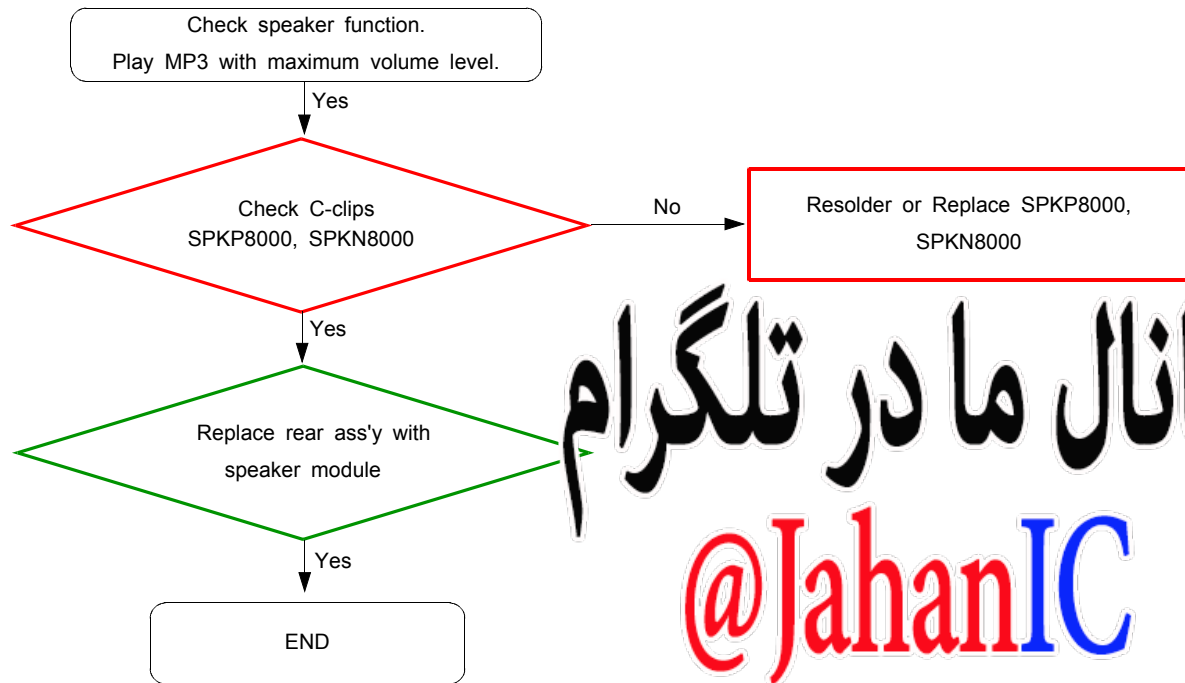 Check speaker function.
Play MP3 with maximum volume level.
Yes
Check C-clips
SPKP8000, SPKN8000
No
Resolder or Replace SPKP8000,
SPKN8000
Yes
Replace rear ass'y with
speaker module
Yes
END
ما در تلگرام
@JahanIC